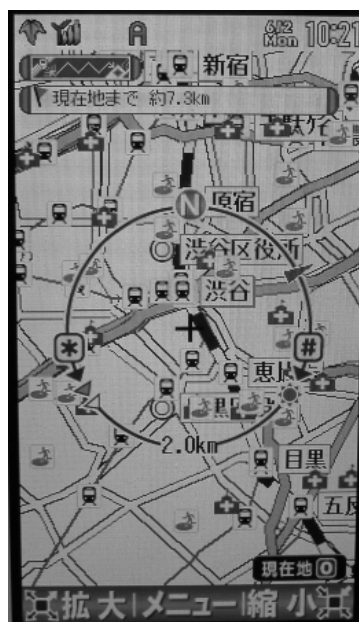 A 6/2 Mon 10:21
新宿
現在地まで 約7.3km
N 原宿
渋谷区役所
渋谷
* #
2.0km
目黒
現在地 0
拡大|メニュー|縮小